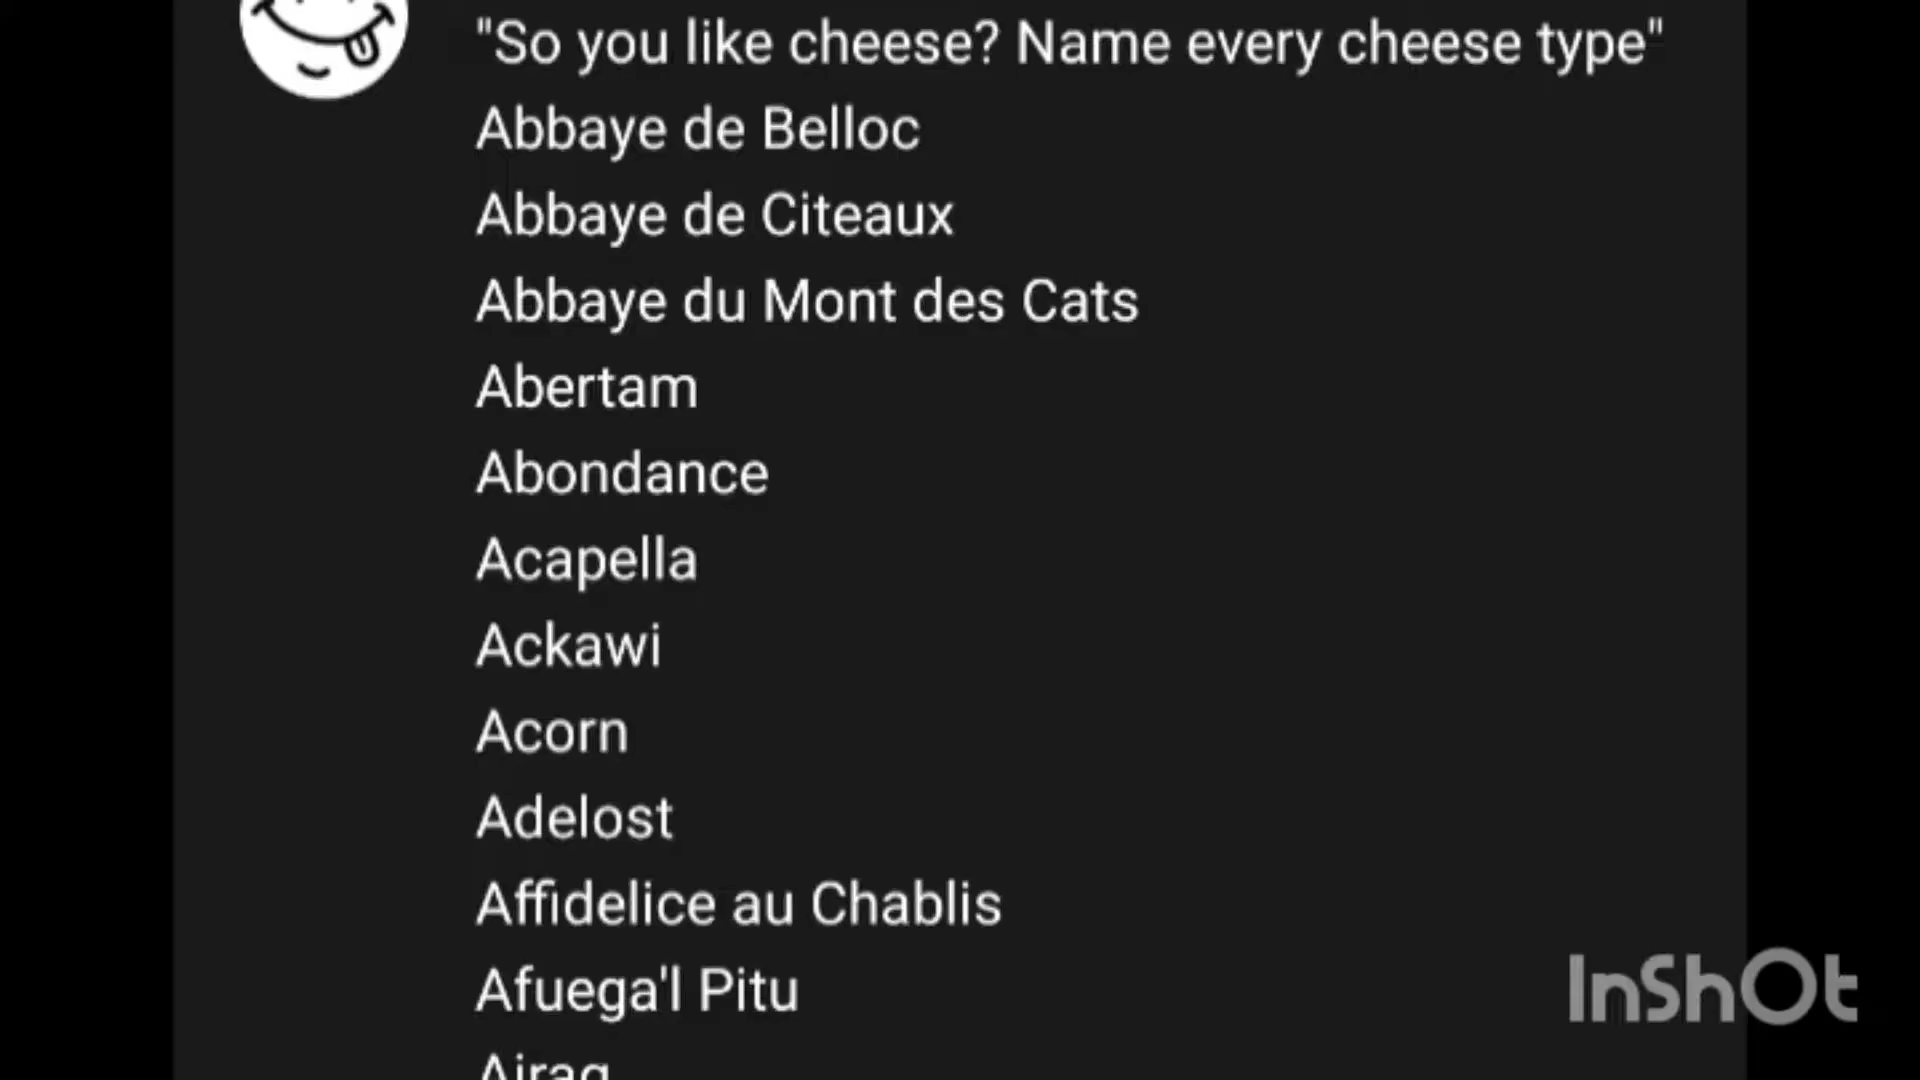 "So you like cheese? Name every cheese type"
Abbaye de Belloc
Abbaye de Citeaux
Abbaye du Mont des Cats
Abertam
Abondance
Acapella
Ackawi
Acorn
Adelost
Affidelice au Chablis
Afuega'l Pitu
Airag
InShOt